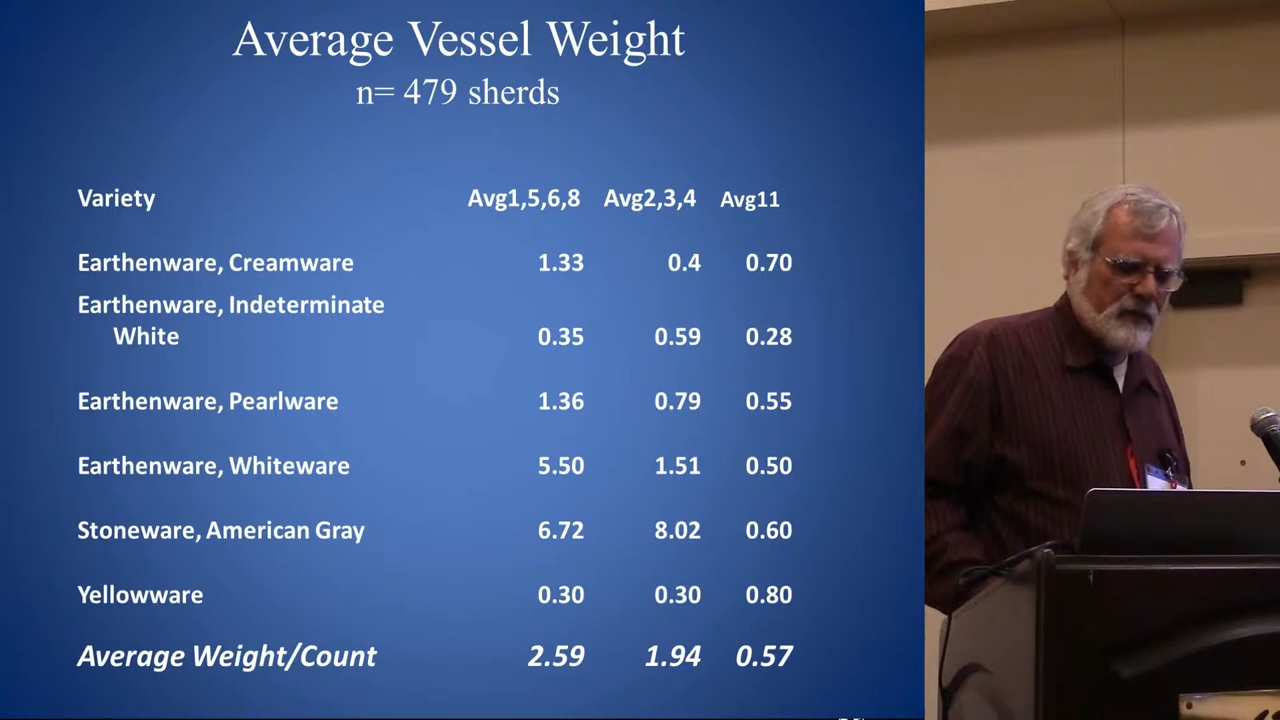 Average Vessel Weight
n= 479 sherds
Variety Avg1,5,6,8 Avg2,3,4 Avg11
Earthenware, Creamware 1.33 0.4 0.70
Earthenware, Indeterminate
White 0.35 0.59 0.28
Earthenware, Pearlware 1.36 0.79 0.55
Earthenware, Whiteware 5.50 1.51 0.50
Stoneware, American Gray 6.72 8.02 0.60
Yellowware 0.30 0.30 0.80
Average Weight/Count 2.59 1.94 0.57